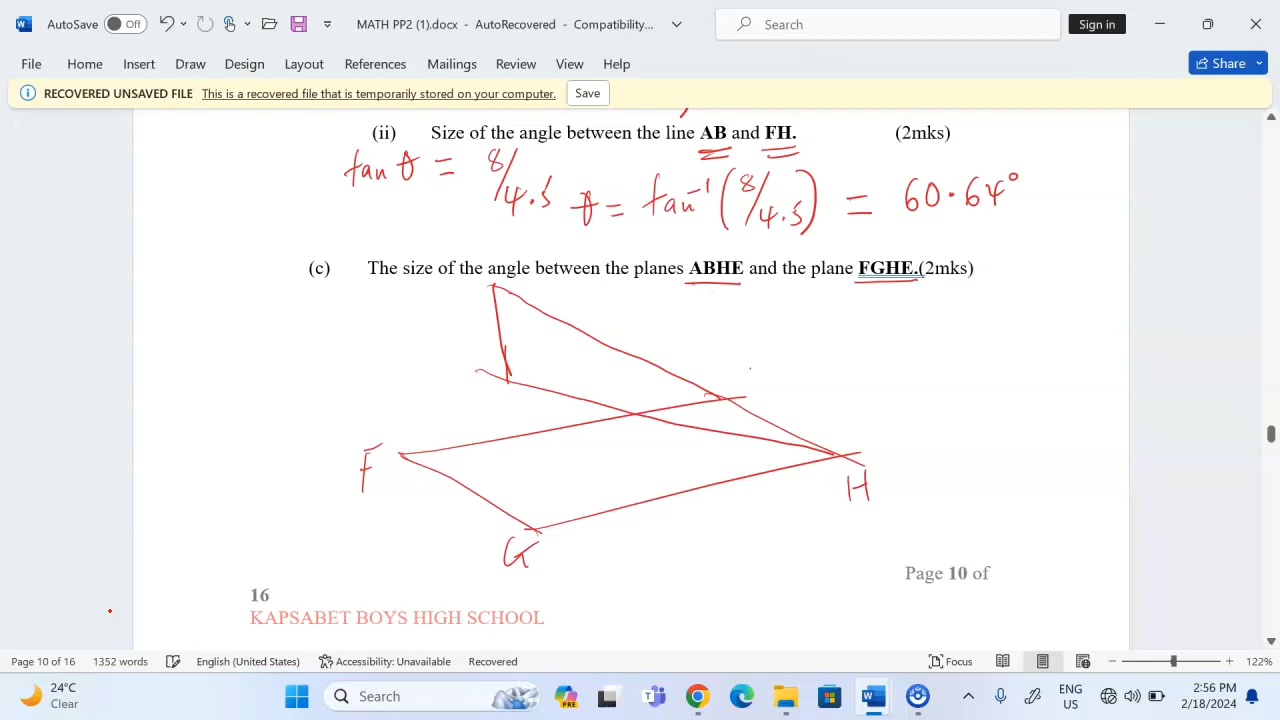 AutoSave Off MATH PP2 (1).docx - AutoRecovered - Compatibility... Search Sign in
File Home Insert Draw Design Layout References Mailings Review View Help Share
RECOVERED UNSAVED FILE This is a recovered file that is temporarily stored on your computer. Save
(ii) Size of the angle between the line AB and FH. (2mks)
tan θ = 8/4.5 θ = tan⁻¹ (8/4.5) = 60.64°
(c) The size of the angle between the planes ABHE and the plane FGHE.(2mks)
F
H
G
Page 10 of
16
KAPSABET BOYS HIGH SCHOOL
Page 10 of 16 1352 words English (United States) Accessibility: Unavailable Recovered Focus 122%
24°C
Clear
Search
PRE
ENG
US
2:56 PM
2/18/2024